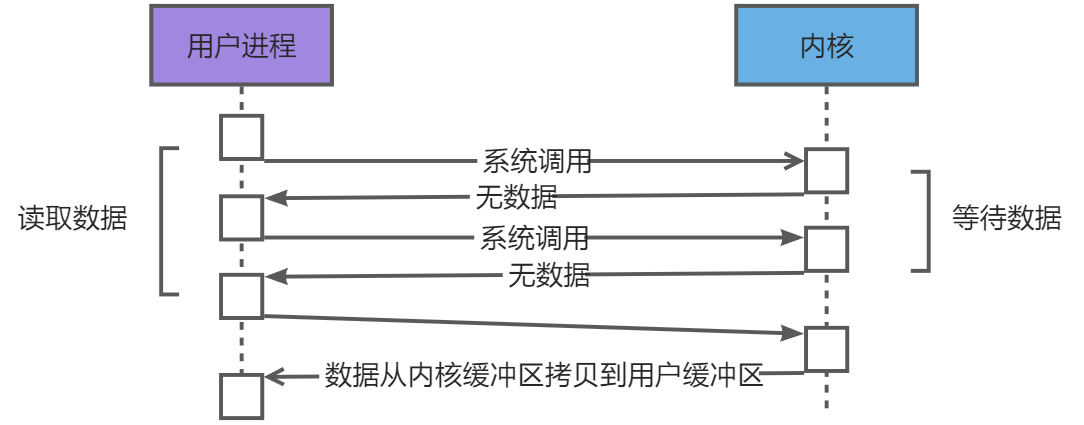 用户进程
内核
系统调用
无数据
读取数据
等待数据
系统调用
无数据
数据从内核缓冲区拷贝到用户缓冲区